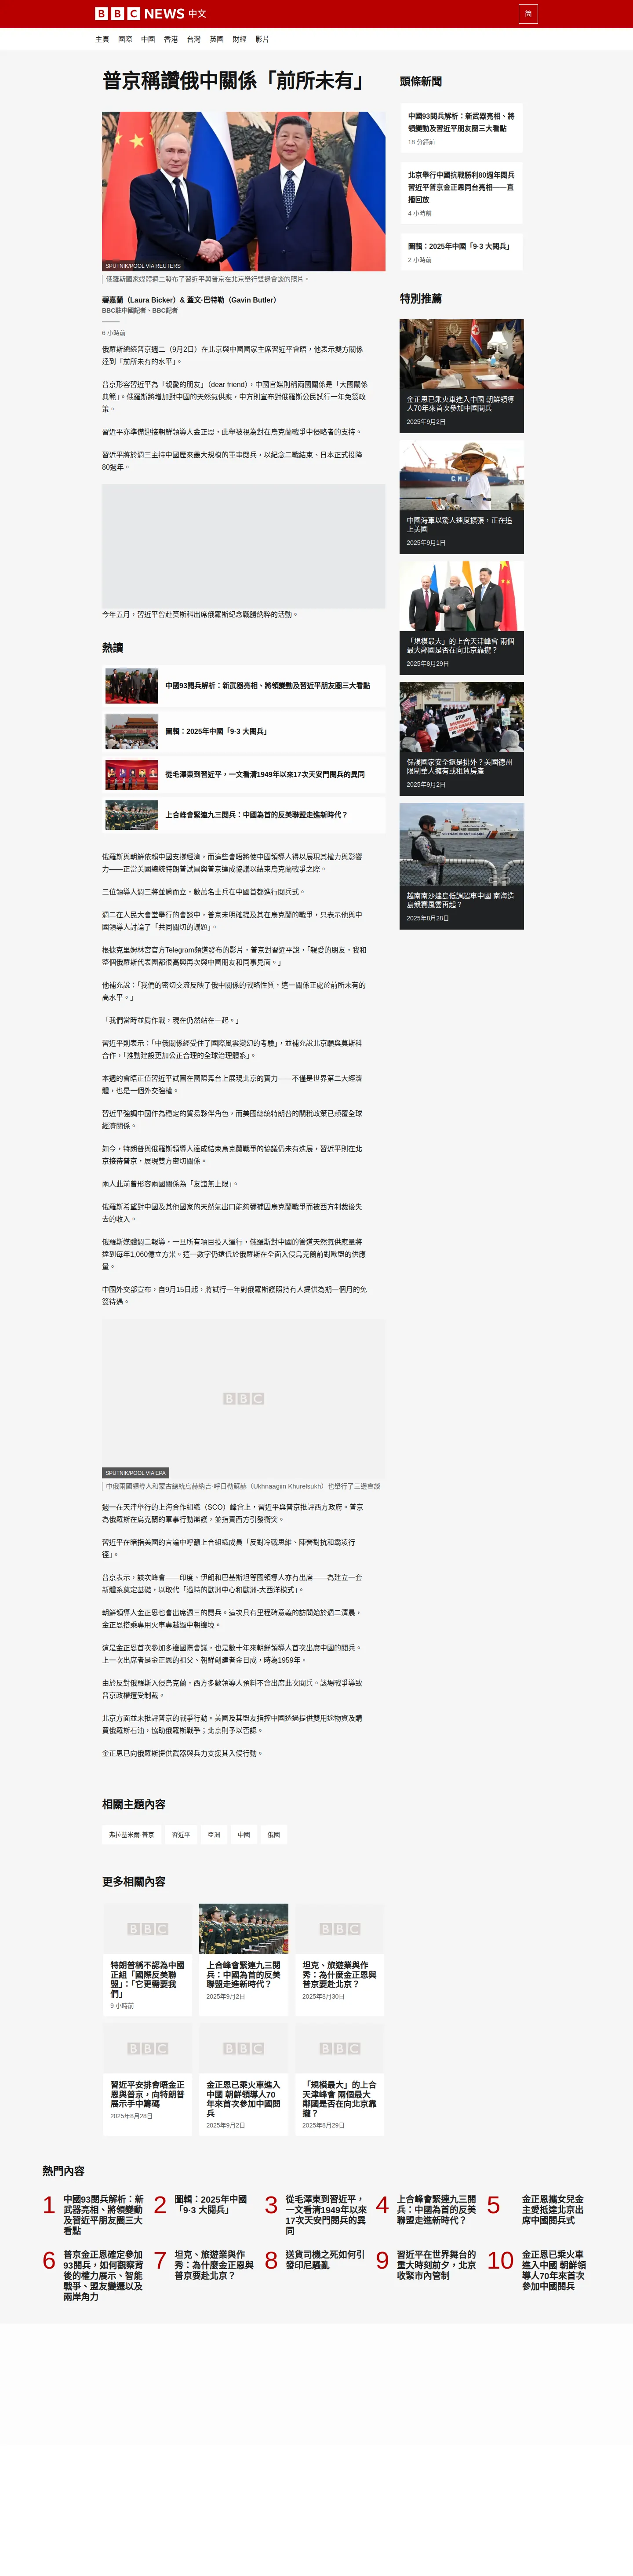 BBC NEWS 中文
简
主頁 國際 中國 香港 台灣 英國 財經 影片
普京稱讚俄中關係「前所未有」
SPUTNIK/POOL VIA REUTERS
俄羅斯國家媒體週二發布了習近平與普京在北京舉行雙邊會談的照片。
碧嘉蘭（Laura Bicker）& 蓋文·巴特勒（Gavin Butler）
BBC駐中國記者、BBC記者
6 小時前
俄羅斯總統普京週二（9月2日）在北京與中國國家主席習近平會晤，他表示雙方關係
達到「前所未有的水平」。
普京形容習近平為「親愛的朋友」（dear friend），中國官媒則稱兩國關係是「大國關係
典範」。俄羅斯將增加對中國的天然氣供應，中方則宣布對俄羅斯公民試行一年免簽政
策。
習近平亦準備迎接朝鮮領導人金正恩，此舉被視為對在烏克蘭戰爭中侵略者的支持。
習近平將於週三主持中國歷來最大規模的軍事閱兵，以紀念二戰結束、日本正式投降
80週年。
今年五月，習近平曾赴莫斯科出席俄羅斯紀念戰勝納粹的活動。
熱讀
中國93閱兵解析：新武器亮相、將領變動及習近平朋友圈三大看點
圖輯：2025年中國「9·3 大閱兵」
從毛澤東到習近平，一文看清1949年以來17次天安門閱兵的異同
上合峰會緊連九三閱兵：中國為首的反美聯盟走進新時代？
俄羅斯與朝鮮依賴中國支撐經濟，而這些會晤將使中國領導人得以展現其權力與影響
力——正當美國總統特朗普試圖與普京達成協議以結束烏克蘭戰爭之際。
三位領導人週三將並肩而立，數萬名士兵在中國首都進行閱兵式。
週二在人民大會堂舉行的會談中，普京未明確提及其在烏克蘭的戰爭，只表示他與中
國領導人討論了「共同關切的議題」。
根據克里姆林宮官方Telegram頻道發布的影片，普京對習近平說，「親愛的朋友，我和
整個俄羅斯代表團都很高興再次與中國朋友和同事見面。」
他補充說：「我們的密切交流反映了俄中關係的戰略性質，這一關係正處於前所未有的
高水平。」
「我們當時並肩作戰，現在仍然站在一起。」
習近平則表示：「中俄關係經受住了國際風雲變幻的考驗」，並補充說北京願與莫斯科
合作，「推動建設更加公正合理的全球治理體系」。
本週的會晤正值習近平試圖在國際舞台上展現北京的實力——不僅是世界第二大經濟
體，也是一個外交強權。
習近平強調中國作為穩定的貿易夥伴角色，而美國總統特朗普的關稅政策已顛覆全球
經濟關係。
如今，特朗普與俄羅斯領導人達成結束烏克蘭戰爭的協議仍未有進展，習近平則在北
京接待普京，展現雙方密切關係。
兩人此前曾形容兩國關係為「友誼無上限」。
俄羅斯希望對中國及其他國家的天然氣出口能夠彌補因烏克蘭戰爭而被西方制裁後失
去的收入。
俄羅斯媒體週二報導，一旦所有項目投入運行，俄羅斯對中國的管道天然氣供應量將
達到每年1,060億立方米。這一數字仍遠低於俄羅斯在全面入侵烏克蘭前對歐盟的供應
量。
中國外交部宣布，自9月15日起，將試行一年對俄羅斯護照持有人提供為期一個月的免
簽待遇。
BBC
SPUTNIK/POOL VIA EPA
中俄兩國領導人和蒙古總統烏赫納吉·呼日勒蘇赫（Ukhnaagiin Khurelsukh）也舉行了三邊會談
週一在天津舉行的上海合作組織（SCO）峰會上，習近平與普京批評西方政府。普京
為俄羅斯在烏克蘭的軍事行動辯護，並指責西方引發衝突。
習近平在暗指美國的言論中呼籲上合組織成員「反對冷戰思維、陣營對抗和霸凌行
徑」。
普京表示，該次峰會——印度、伊朗和巴基斯坦等國領導人亦有出席——為建立一套
新體系奠定基礎，以取代「過時的歐洲中心和歐洲-大西洋模式」。
朝鮮領導人金正恩也會出席週三的閱兵。這次具有里程碑意義的訪問始於週二清晨，
金正恩搭乘專用火車專越過中朝邊境。
這是金正恩首次參加多邊國際會議，也是數十年來朝鮮領導人首次出席中國的閱兵。
上一次出席者是金正恩的祖父、朝鮮創建者金日成，時為1959年。
由於反對俄羅斯入侵烏克蘭，西方多數領導人預料不會出席此次閱兵。該場戰爭導致
普京政權遭受制裁。
北京方面並未批評普京的戰爭行動。美國及其盟友指控中國透過提供雙用途物資及購
買俄羅斯石油，協助俄羅斯戰爭；北京則予以否認。
金正恩已向俄羅斯提供武器與兵力支援其入侵行動。
相關主題內容
弗拉基米爾·普京 習近平 亞洲 中國 俄國
更多相關內容
BBC
特朗普稱不認為中國
正組「國際反美聯
盟」：「它更需要我
們」
9 小時前
上合峰會緊連九三閱
兵：中國為首的反美
聯盟走進新時代？
2025年9月2日
BBC
坦克、旅遊業與作
秀：為什麼金正恩與
普京要赴北京？
2025年8月30日
BBC
習近平安排會晤金正
恩與普京，向特朗普
展示手中籌碼
2025年8月28日
BBC
金正恩已乘火車進入
中國 朝鮮領導人70
年來首次參加中國閱
兵
2025年9月2日
BBC
「規模最大」的上合
天津峰會 兩個最大
鄰國是否在向北京靠
攏？
2025年8月29日
頭條新聞
中國93閱兵解析：新武器亮相、將
領變動及習近平朋友圈三大看點
18 分鐘前
北京舉行中國抗戰勝利80週年閱兵
習近平普京金正恩同台亮相——直
播回放
4 小時前
圖輯：2025年中國「9·3 大閱兵」
2 小時前
特別推薦
金正恩已乘火車進入中國 朝鮮領導
人70年來首次參加中國閱兵
2025年9月2日
中國海軍以驚人速度擴張，正在追
上美國
2025年9月1日
「規模最大」的上合天津峰會 兩個
最大鄰國是否在向北京靠攏？
2025年8月29日
保護國家安全還是排外？美國德州
限制華人擁有或租賃房產
2025年9月2日
越南南沙建島低調超車中國 南海造
島競賽風雲再起？
2025年8月28日
熱門內容
1 中國93閱兵解析：新
武器亮相、將領變動
及習近平朋友圈三大
看點
2 圖輯：2025年中國
「9·3 大閱兵」
3 從毛澤東到習近平，
一文看清1949年以來
17次天安門閱兵的異
同
4 上合峰會緊連九三閱
兵：中國為首的反美
聯盟走進新時代？
5 金正恩攜女兒金
主愛抵達北京出
席中國閱兵式
6 普京金正恩確定參加
93閱兵，如何觀察背
後的權力展示、智能
戰爭、盟友變遷以及
兩岸角力
7 坦克、旅遊業與作
秀：為什麼金正恩與
普京要赴北京？
8 送貨司機之死如何引
發印尼騷亂
9 習近平在世界舞台的
重大時刻前夕，北京
收緊市內管制
10 金正恩已乘火車
進入中國 朝鮮領
導人70年來首次
參加中國閱兵